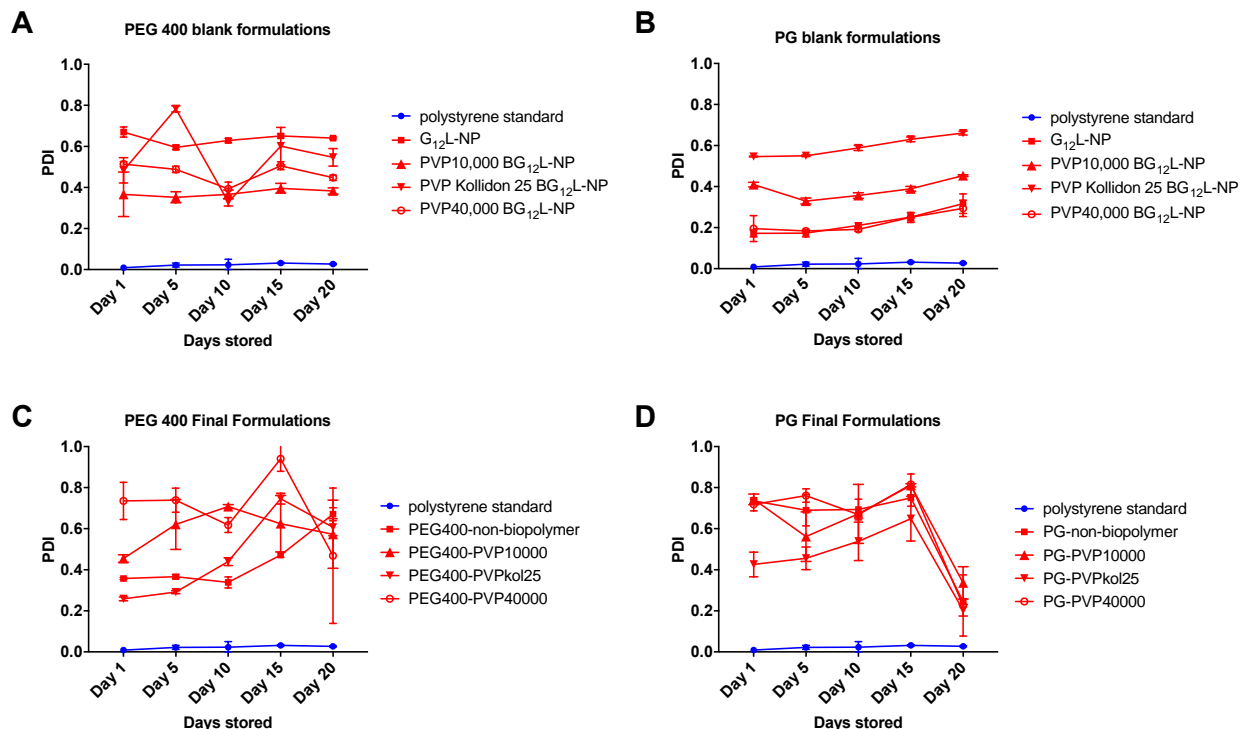 A
PEG 400 blank formulations
1.0
0.8
0.6
0.4
0.2
0.0
PDI
Day 1
Day 5
Day 10
Day 15
Day 20
Days stored
polystyrene standard
G₁₂L-NP
PVP10,000 BG₁₂L-NP
PVP Kollidon 25 BG₁₂L-NP
PVP40,000 BG₁₂L-NP
B
PG blank formulations
1.0
0.8
0.6
0.4
0.2
0.0
PDI
Day 1
Day 5
Day 10
Day 15
Day 20
Days stored
polystyrene standard
G₁₂L-NP
PVP10,000 BG₁₂L-NP
PVP Kollidon 25 BG₁₂L-NP
PVP40,000 BG₁₂L-NP
C
PEG 400 Final Formulations
1.0
0.8
0.6
0.4
0.2
0.0
PDI
Day 1
Day 5
Day 10
Day 15
Day 20
Days stored
polystyrene standard
PEG400-non-biopolymer
PEG400-PVP10000
PEG400-PVPkol25
PEG400-PVP40000
D
PG Final Formulations
1.0
0.8
0.6
0.4
0.2
0.0
PDI
Day 1
Day 5
Day 10
Day 15
Day 20
Days stored
polystyrene standard
PG-non-biopolymer
PG-PVP10000
PG-PVPkol25
PG-PVP40000